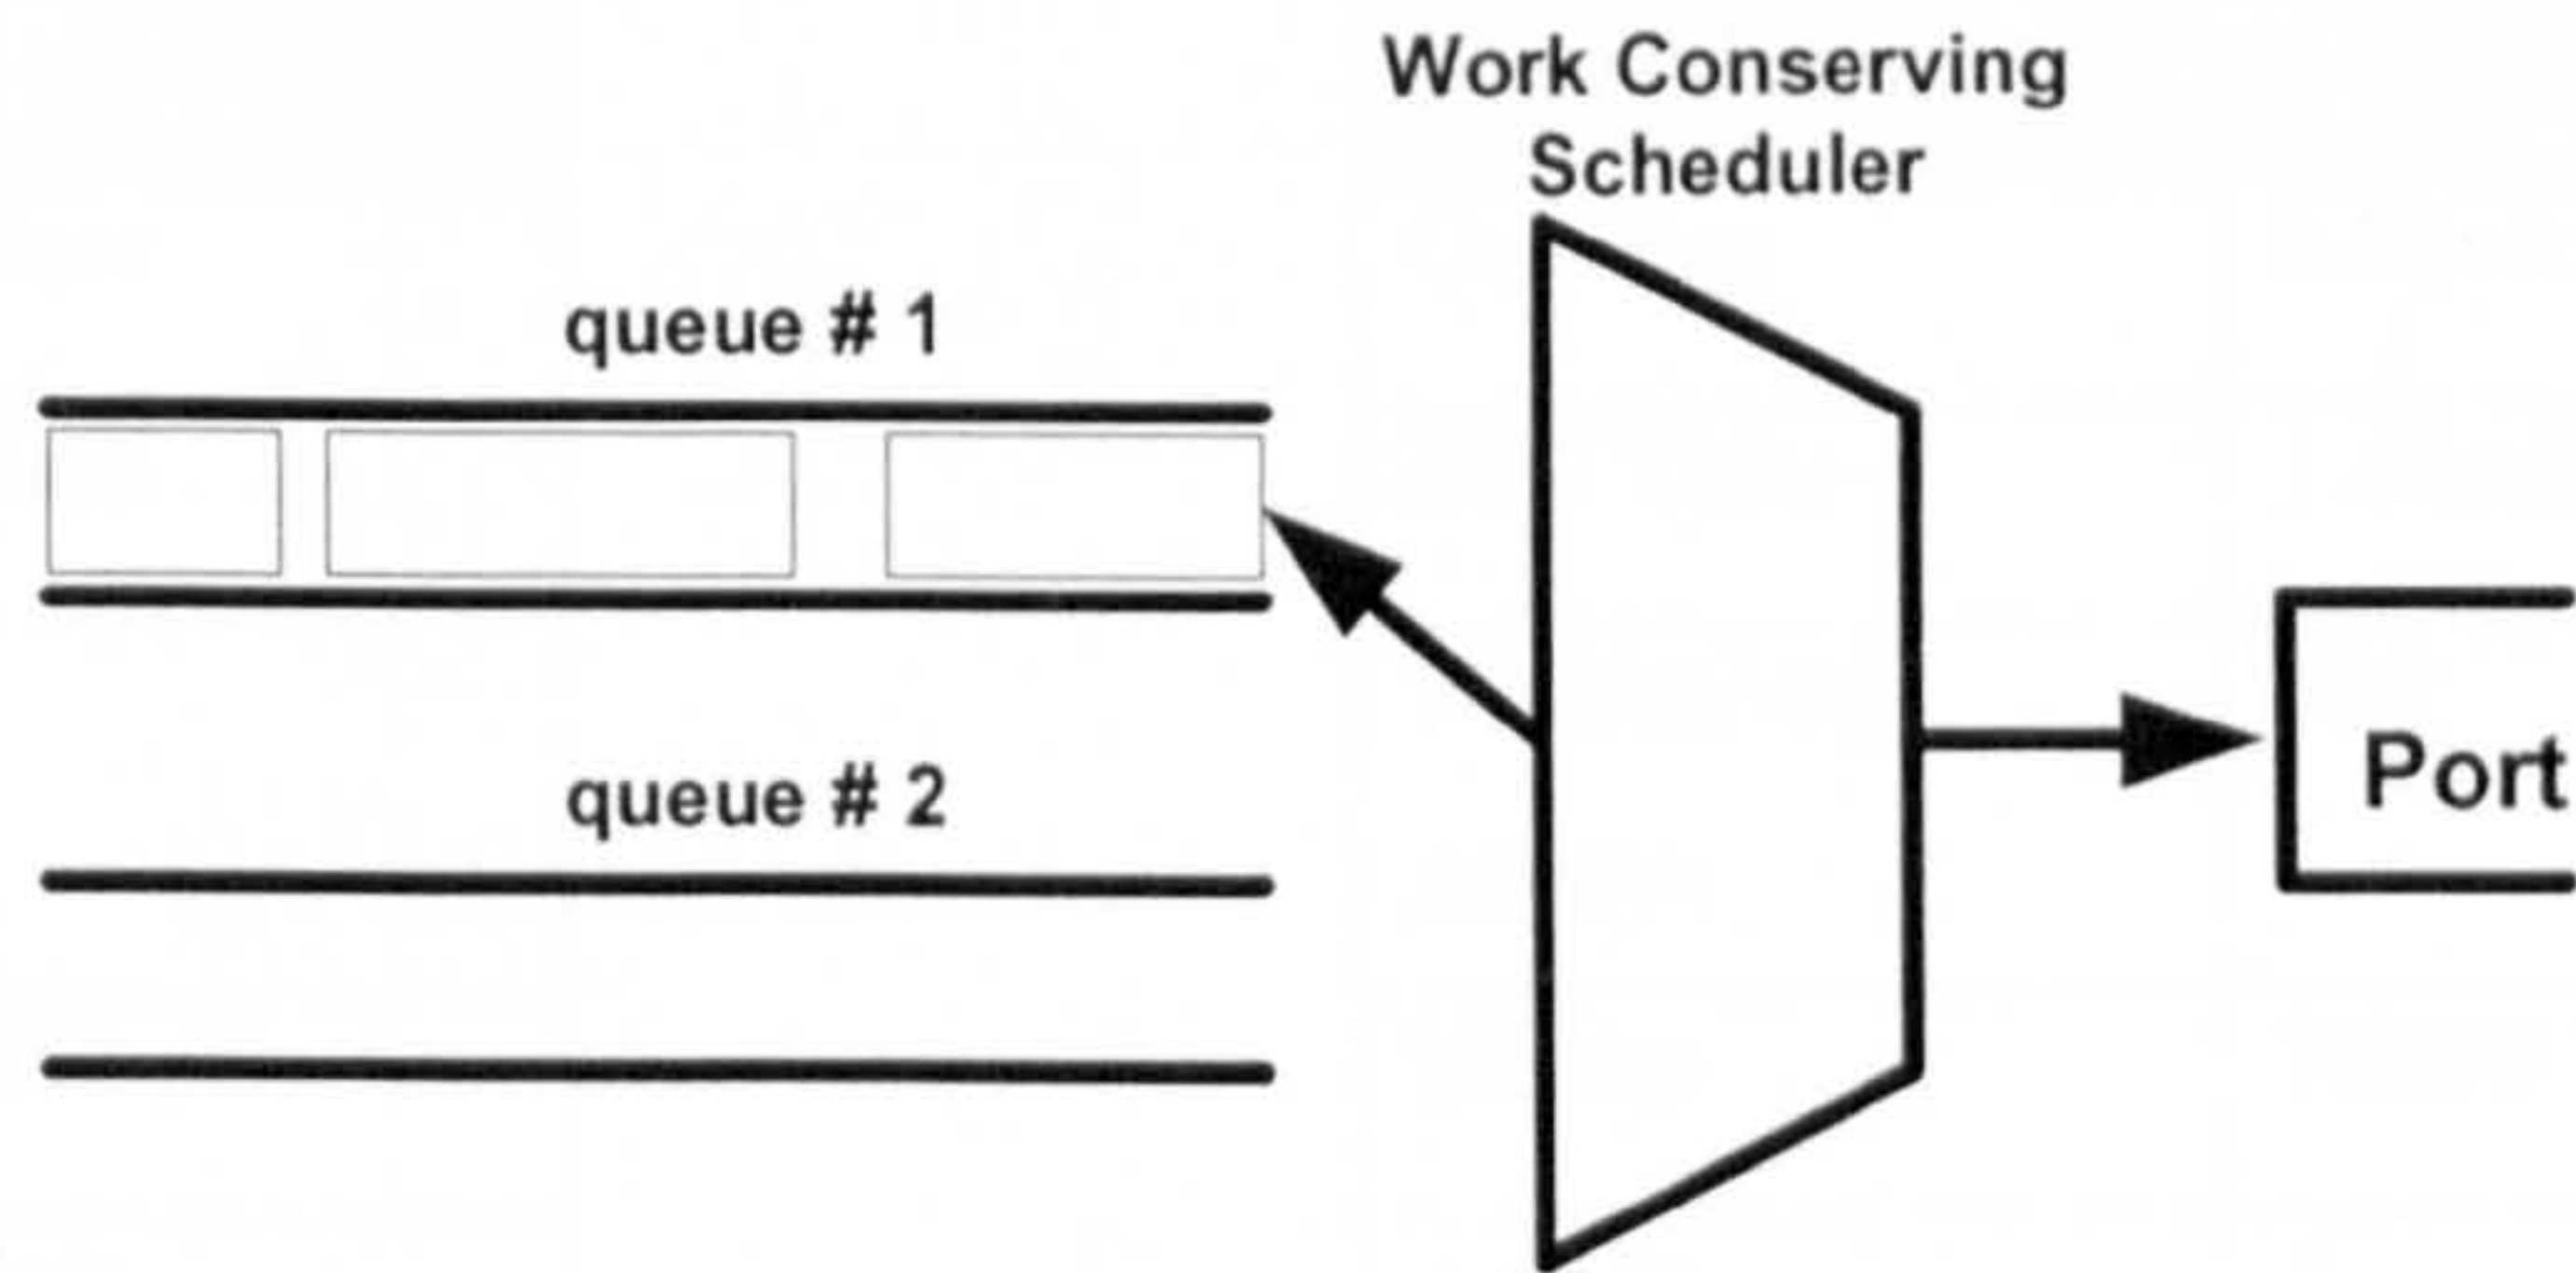 Work Conserving
Scheduler
queue # 1
queue # 2
Port